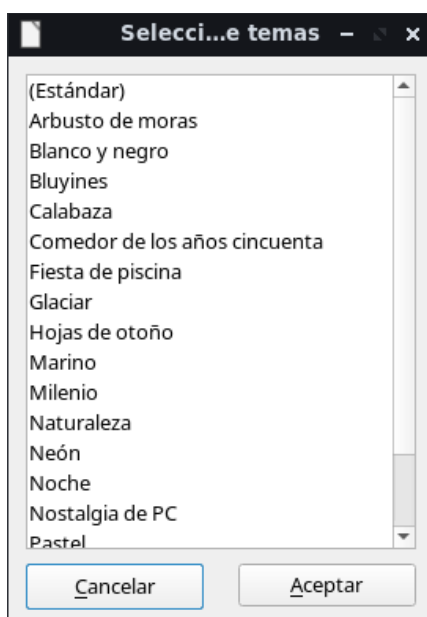 Selecci...e temas
(Estándar)
Arbusto de moras
Blanco y negro
Bluyines
Calabaza
Comedor de los años cincuenta
Fiesta de piscina
Glaciar
Hojas de otoño
Marino
Milenio
Naturaleza
Neón
Noche
Nostalgia de PC
Pastel
Cancelar
Aceptar